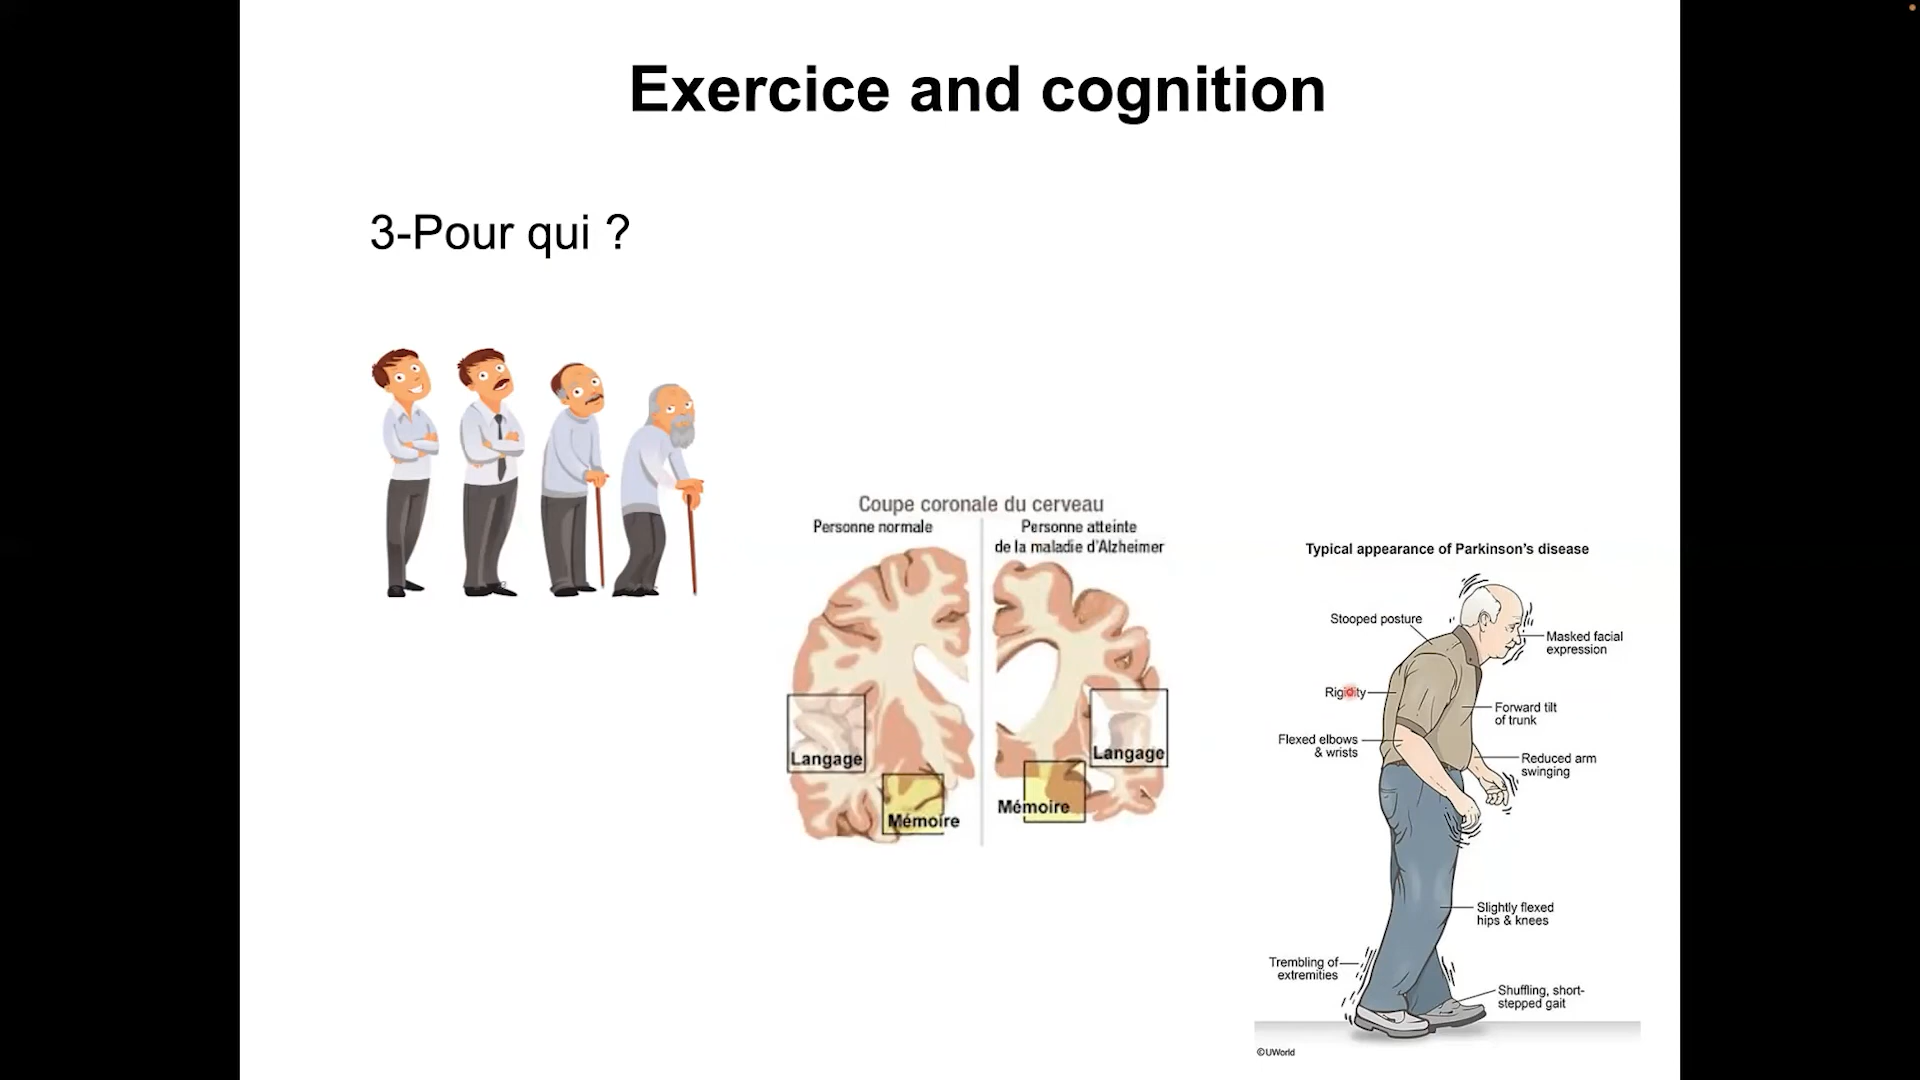 Exercice and cognition
3-Pour qui ?
Coupe coronale du cerveau
Personne normale
Personne atteinte
de la maladie d'Alzheimer
Langage
Mémoire
Langage
Mémoire
Typical appearance of Parkinson's disease
Stooped posture
Masked facial
expression
Rigidity
Forward tilt
of trunk
Flexed elbows
& wrists
Reduced arm
swinging
Slightly flexed
hips & knees
Trembling of
extremities
Shuffling, short-
stepped gait
©UWorld